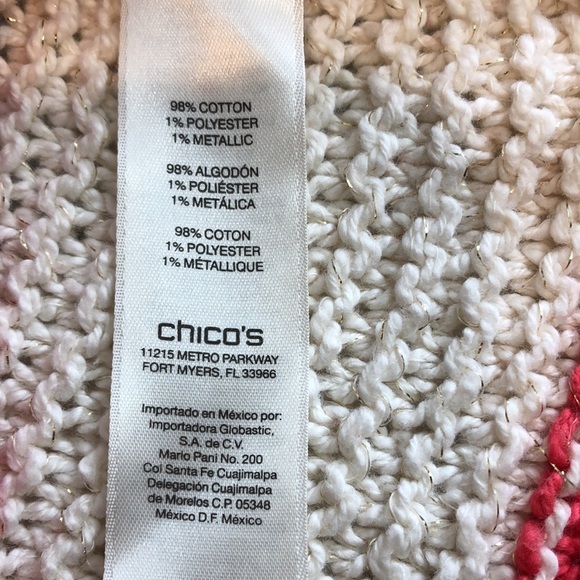 98% COTTON
1% POLYESTER
1% METALLIC
98% ALGODÓN
1% POLIÉSTER
1% METÁLICA
98% COTON
1% POLYESTER
1% MÉTALLIQUE
chico's
11215 METRO PARKWAY
FORT MYERS, FL 33966
Importado en México por:
Importadora Globastic,
S.A. de C.V.
Mario Pani No. 200
Col Santa Fe Cuajimalpa
Delegación Cuajimalpa
de Morelos C.P. 05348
México D.F. México